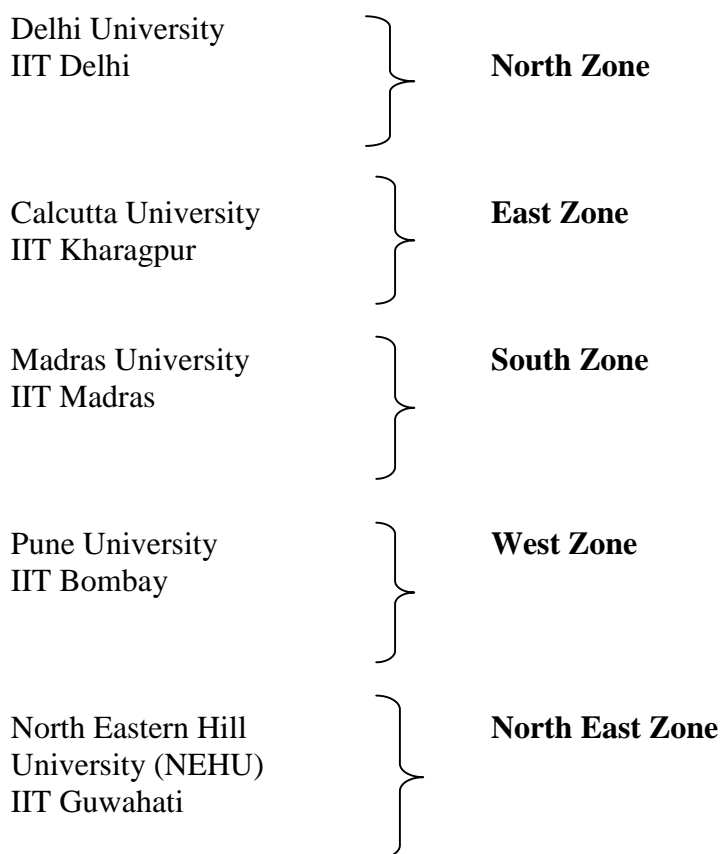 Delhi University
IIT Delhi North Zone
Calcutta University East Zone
IIT Kharagpur
Madras University South Zone
IIT Madras
Pune University West Zone
IIT Bombay
North Eastern Hill North East Zone
University (NEHU)
IIT Guwahati